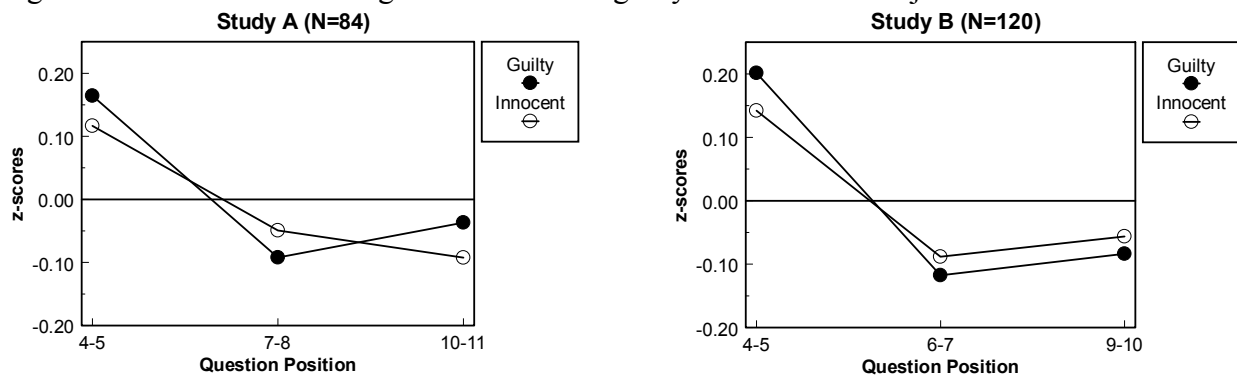 Study A (N=84)
0.20
0.10
0.00
-0.10
-0.20
z-scores
4-5
7-8
10-11
Question Position
Guilty
Innocent
Study B (N=120)
0.20
0.10
0.00
-0.10
-0.20
z-scores
4-5
6-7
9-10
Question Position
Guilty
Innocent